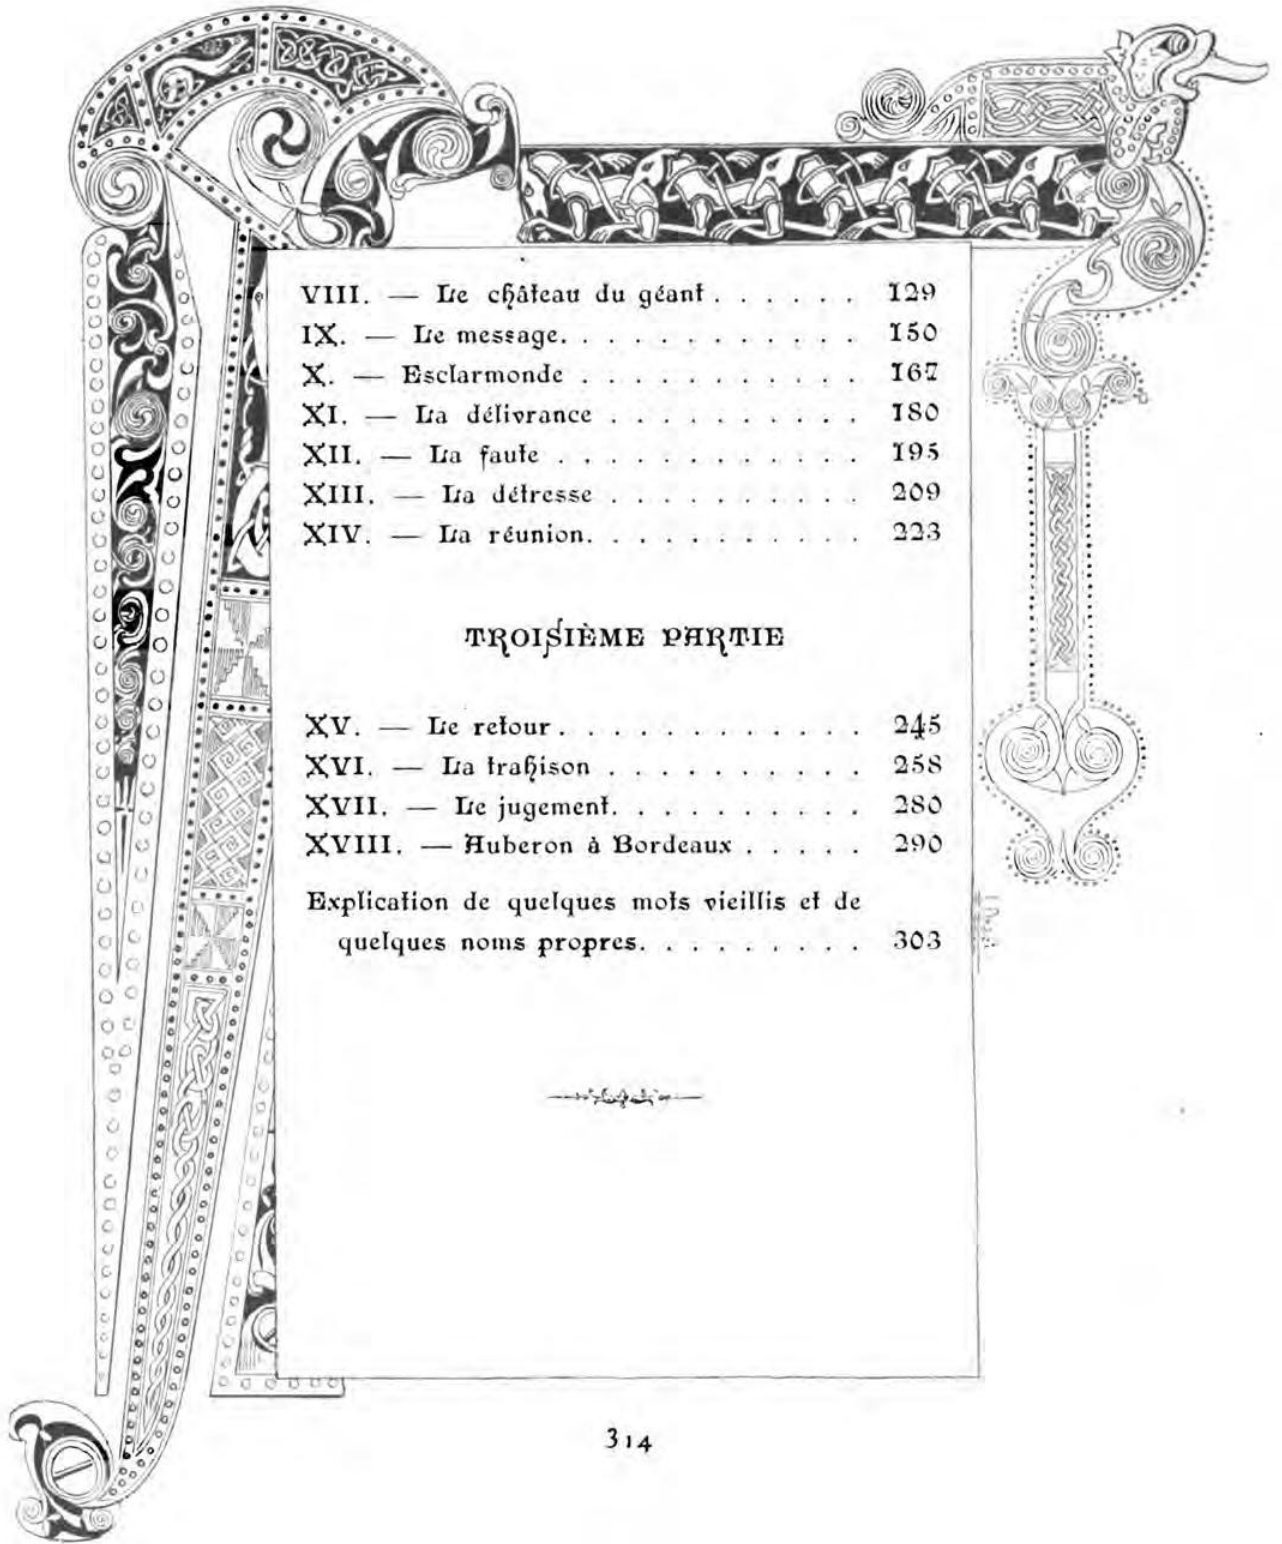 VIII. — Le château du géant . . . . . . 129
IX. — Le message. . . . . . . . . . . . 150
X. — Esclarmonde . . . . . . . . . . . 167
XI. — La délivrance . . . . . . . . . . 180
XII. — La faute . . . . . . . . . . . . 195
XIII. — La détresse . . . . . . . . . . 209
XIV. — La réunion. . . . . . . . . . . 223
TROISIÈME PARTIE
XV. — Le retour . . . . . . . . . . . . 245
XVI. — La trahison . . . . . . . . . . 258
XVII. — Le jugement. . . . . . . . . . 280
XVIII. — Auberon à Bordeaux . . . . . 290
Explication de quelques mots vieillis et de
quelques noms propres. . . . . . . . . 303
314